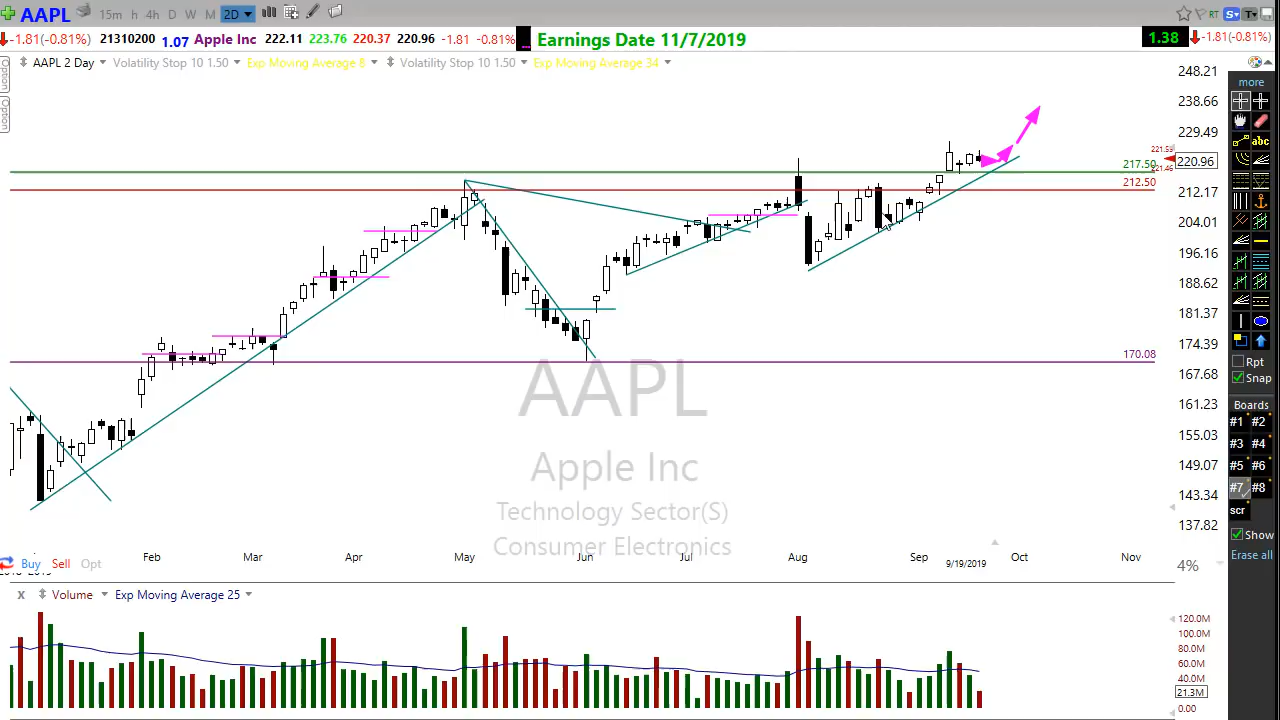 AAPL 15m h 4h D W M 2D RT S T
-1.81(-0.81%) 21310200 1.07 Apple Inc 222.11 223.76 220.37 220.96 -1.81 -0.81% Earnings Date 11/7/2019 1.38 -1.81(-0.81%)
AAPL 2 Day Volatility Stop 10 1.50 Exp Moving Average 8 Volatility Stop 10 1.50 Exp Moving Average 34
Option
Option
248.21
238.66
229.49
221.59
220.96
221.46
217.50
212.50
212.17
204.01
196.16
188.62
181.37
174.39
170.08
167.68
161.23
155.03
149.07
143.34
137.82
AAPL
Apple Inc
Technology Sector(S)
Consumer Electronics
Feb Mar Apr May Jun Jul Aug Sep Oct Nov
9/19/2019
Buy Sell Opt
4%
X Volume Exp Moving Average 25
120.0M
100.0M
80.0M
60.0M
40.0M
21.3M
0.00
more
abc
Rpt
Snap
Boards
#1 #2
#3 #4
#5 #6
#7 #8
scr
Show
Erase all